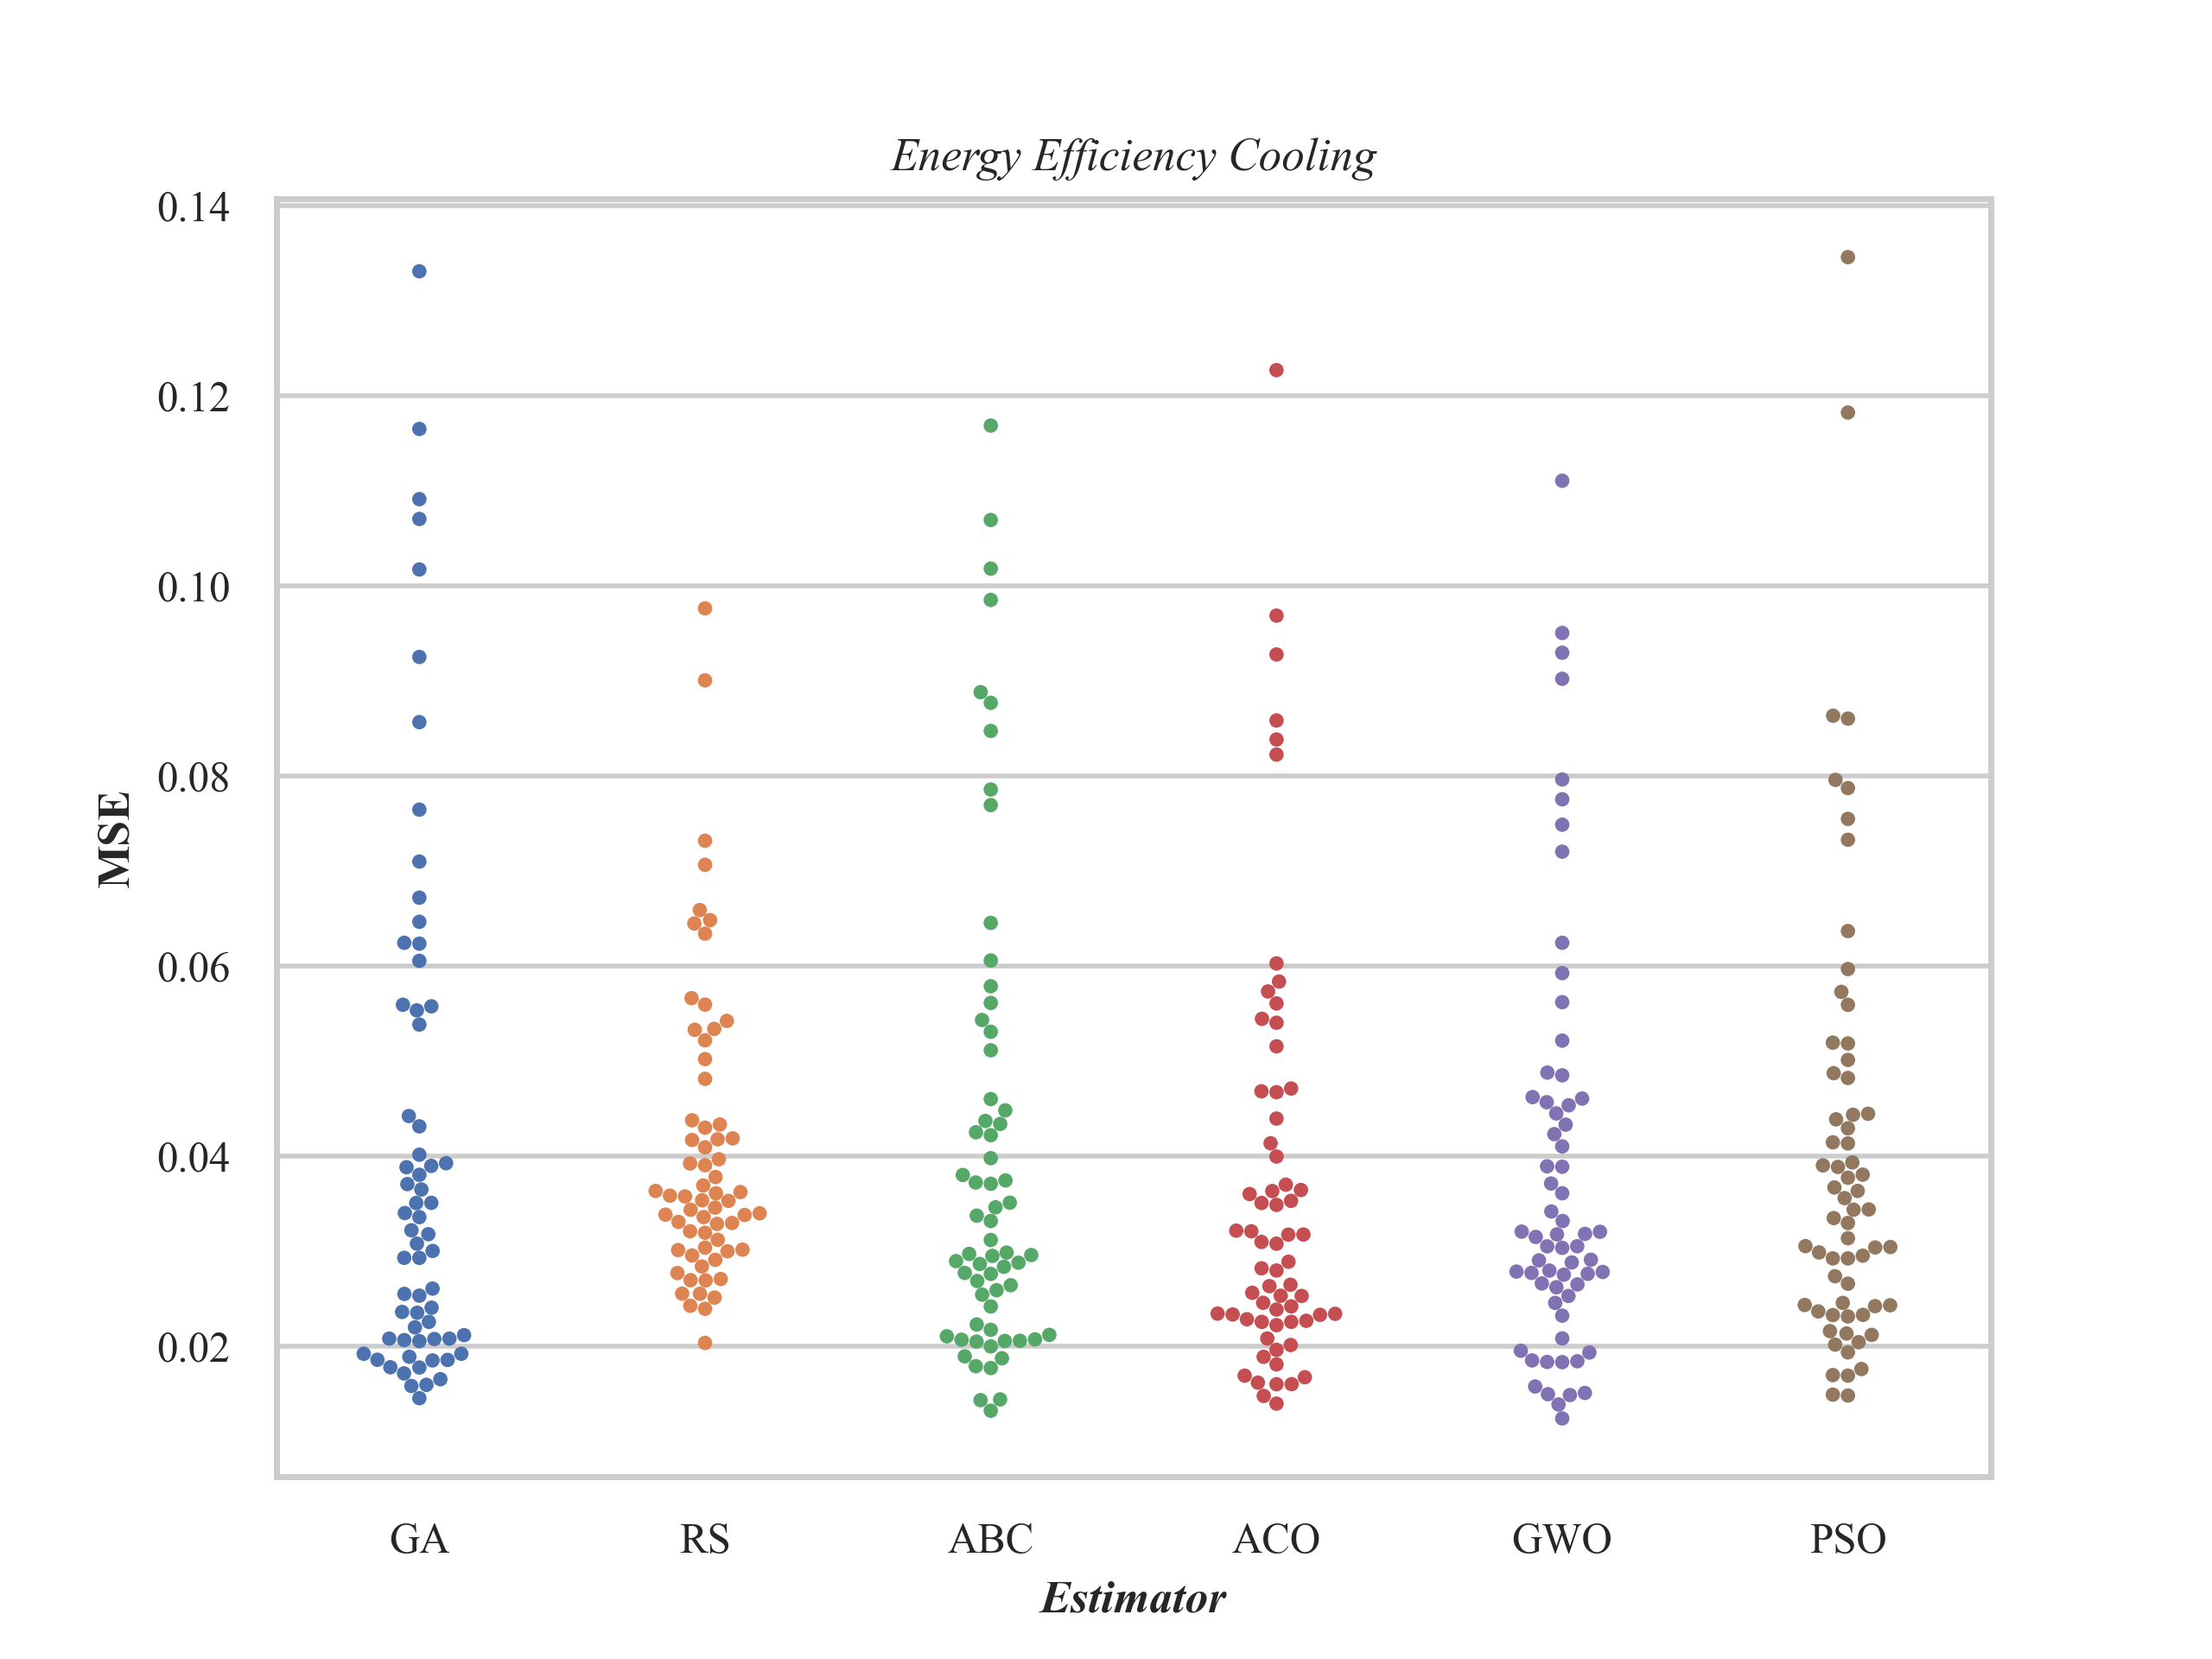 Energy Efficiency Cooling
0.14
0.12
0.10
0.08
0.06
0.04
0.02
MSE
GA RS ABC ACO GWO PSO
Estimator